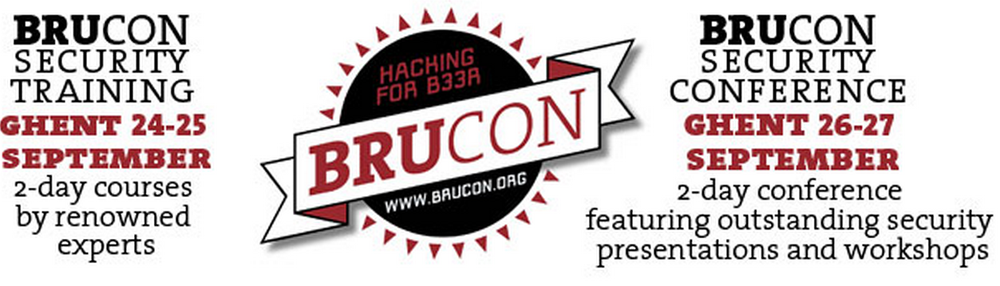 BRUCON
SECURITY
TRAINING
GHENT 24-25
SEPTEMBER
2-day courses
by renowned
experts
HACKING
FOR B33R
BRUCON
WWW.BRUCON.ORG
BRUCON
SECURITY
CONFERENCE
GHENT 26-27
SEPTEMBER
2-day conference
featuring outstanding security
presentations and workshops